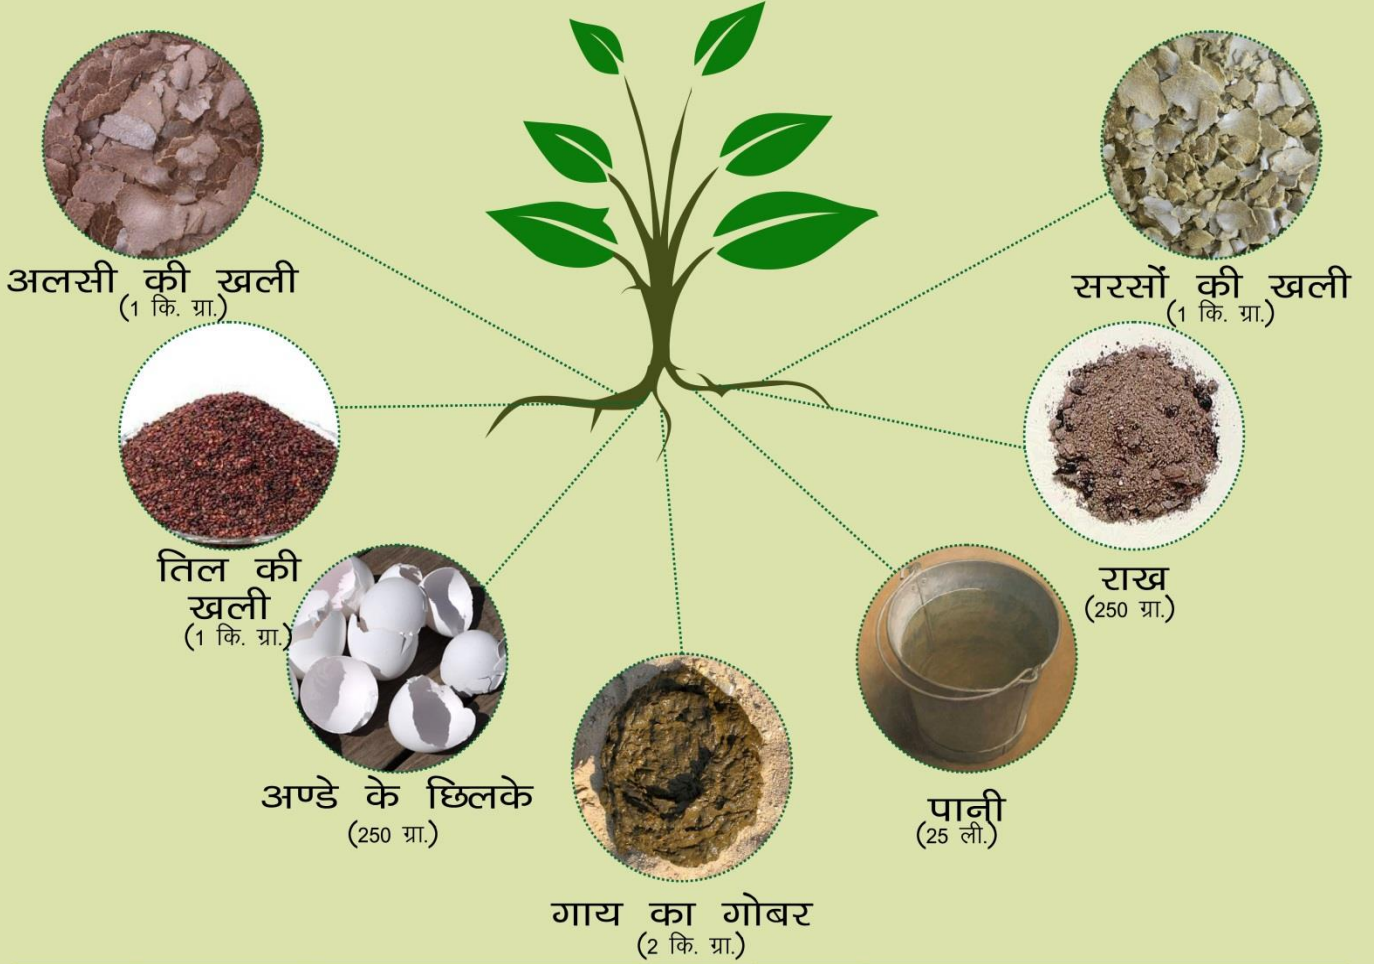 अलसी की खली
(1 कि. ग्रा.)
सरसों की खली
(1 कि. ग्रा.)
तिल की
खली
(1 कि. ग्रा.)
राख
(250 ग्रा.)
अण्डे के छिलके
(250 ग्रा.)
पानी
(25 ली.)
गाय का गोबर
(2 कि. ग्रा.)